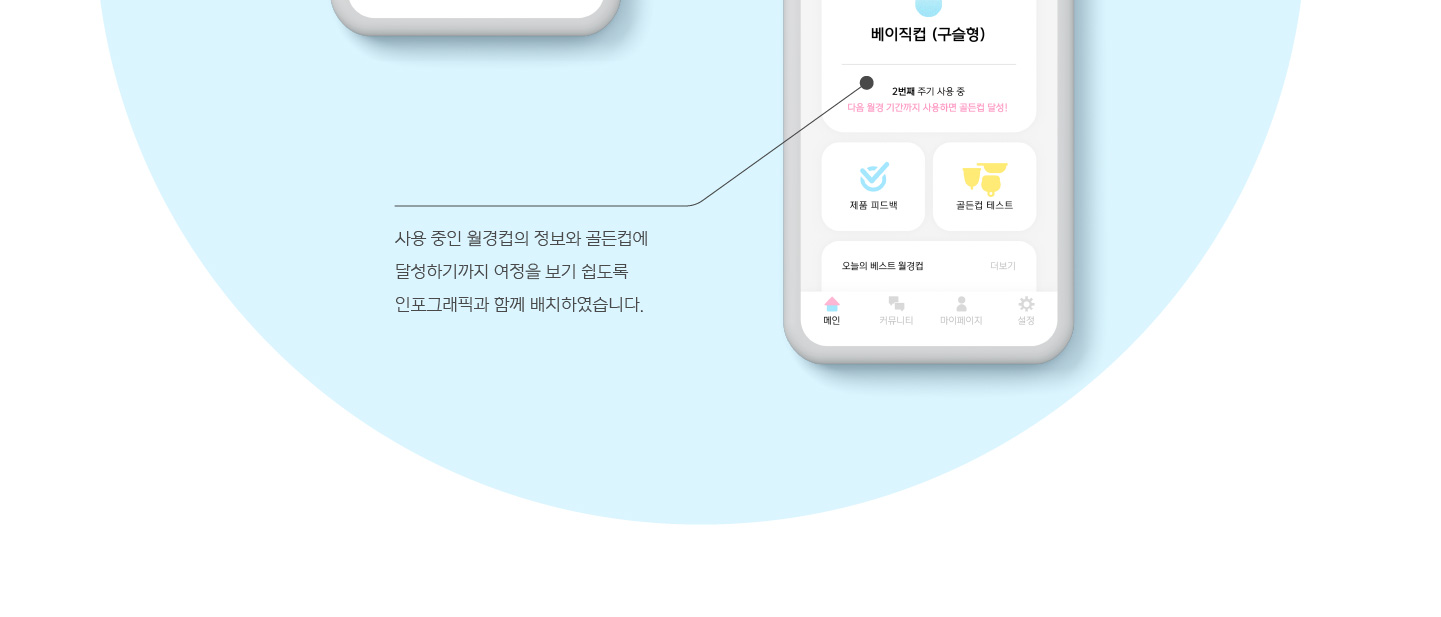 베이직컵 (구슬형)
2번째 주기 사용 중
다음 월경 기간까지 사용하면 골든컵 달성!
제품 피드백
골든컵 테스트
오늘의 베스트 월경컵
더보기
메인
커뮤니티
마이페이지
설정
사용 중인 월경컵의 정보와 골든컵에
달성하기까지 여정을 보기 쉽도록
인포그래픽과 함께 배치하였습니다.